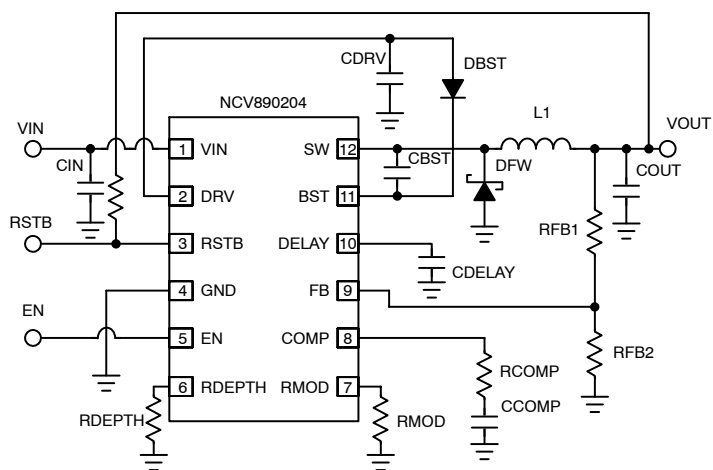 CDRV
DBST
NCV890204
L1
VIN
VOUT
1 VIN
SW 12
CIN
CBST
DFW
COUT
2 DRV
BST 11
RSTB
3 RSTB
DELAY 10
RFB1
CDELAY
4 GND
FB 9
EN
5 EN
COMP 8
RCOMP
RFB2
6 RDEPTH
RMOD 7
CCOMP
RDEPTH
RMOD